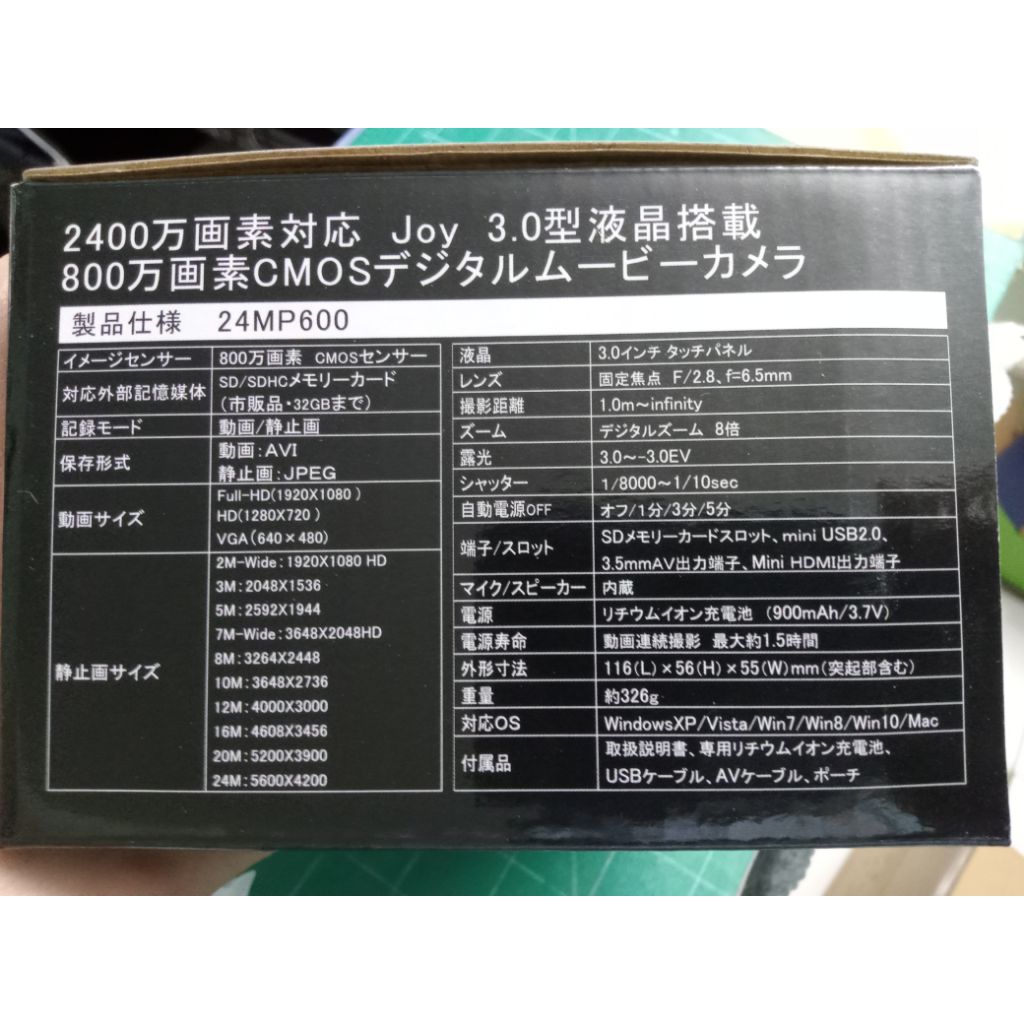 2400万画素対応 Joy 3.0型液晶搭載
800万画素CMOSデジタルムービーカメラ
製品仕様 24MP600
イメージセンサー 800万画素 CMOSセンサー
対応外部記憶媒体 SD/SDHCメモリーカード
(市販品・32GBまで)
記録モード 動画/静止画
保存形式 動画:AVI
静止画:JPEG
動画サイズ Full-HD(1920X1080 )
HD(1280X720 )
VGA(640×480)
静止画サイズ 2M-Wide:1920X1080 HD
3M:2048X1536
5M:2592X1944
7M-Wide:3648X2048HD
8M:3264X2448
10M:3648X2736
12M:4000X3000
16M:4608X3456
20M:5200X3900
24M:5600X4200
液晶 3.0インチ タッチパネル
レンズ 固定焦点 F/2.8、f=6.5mm
撮影距離 1.0m~infinity
ズーム デジタルズーム 8倍
露光 3.0~-3.0EV
シャッター 1/8000~1/10sec
自動電源OFF オフ/1分/3分/5分
端子/スロット SDメモリーカードスロット、mini USB2.0、
3.5mmAV出力端子、Mini HDMI出力端子
マイク/スピーカー 内蔵
電源 リチウムイオン充電池 (900mAh/3.7V)
電源寿命 動画連続撮影 最大約1.5時間
外形寸法 116(L)×56(H)×55(W)mm(突起部含む)
重量 約326g
対応OS WindowsXP/Vista/Win7/Win8/Win10/Mac
付属品 取扱説明書、専用リチウムイオン充電池、
USBケーブル、AVケーブル、ポーチ